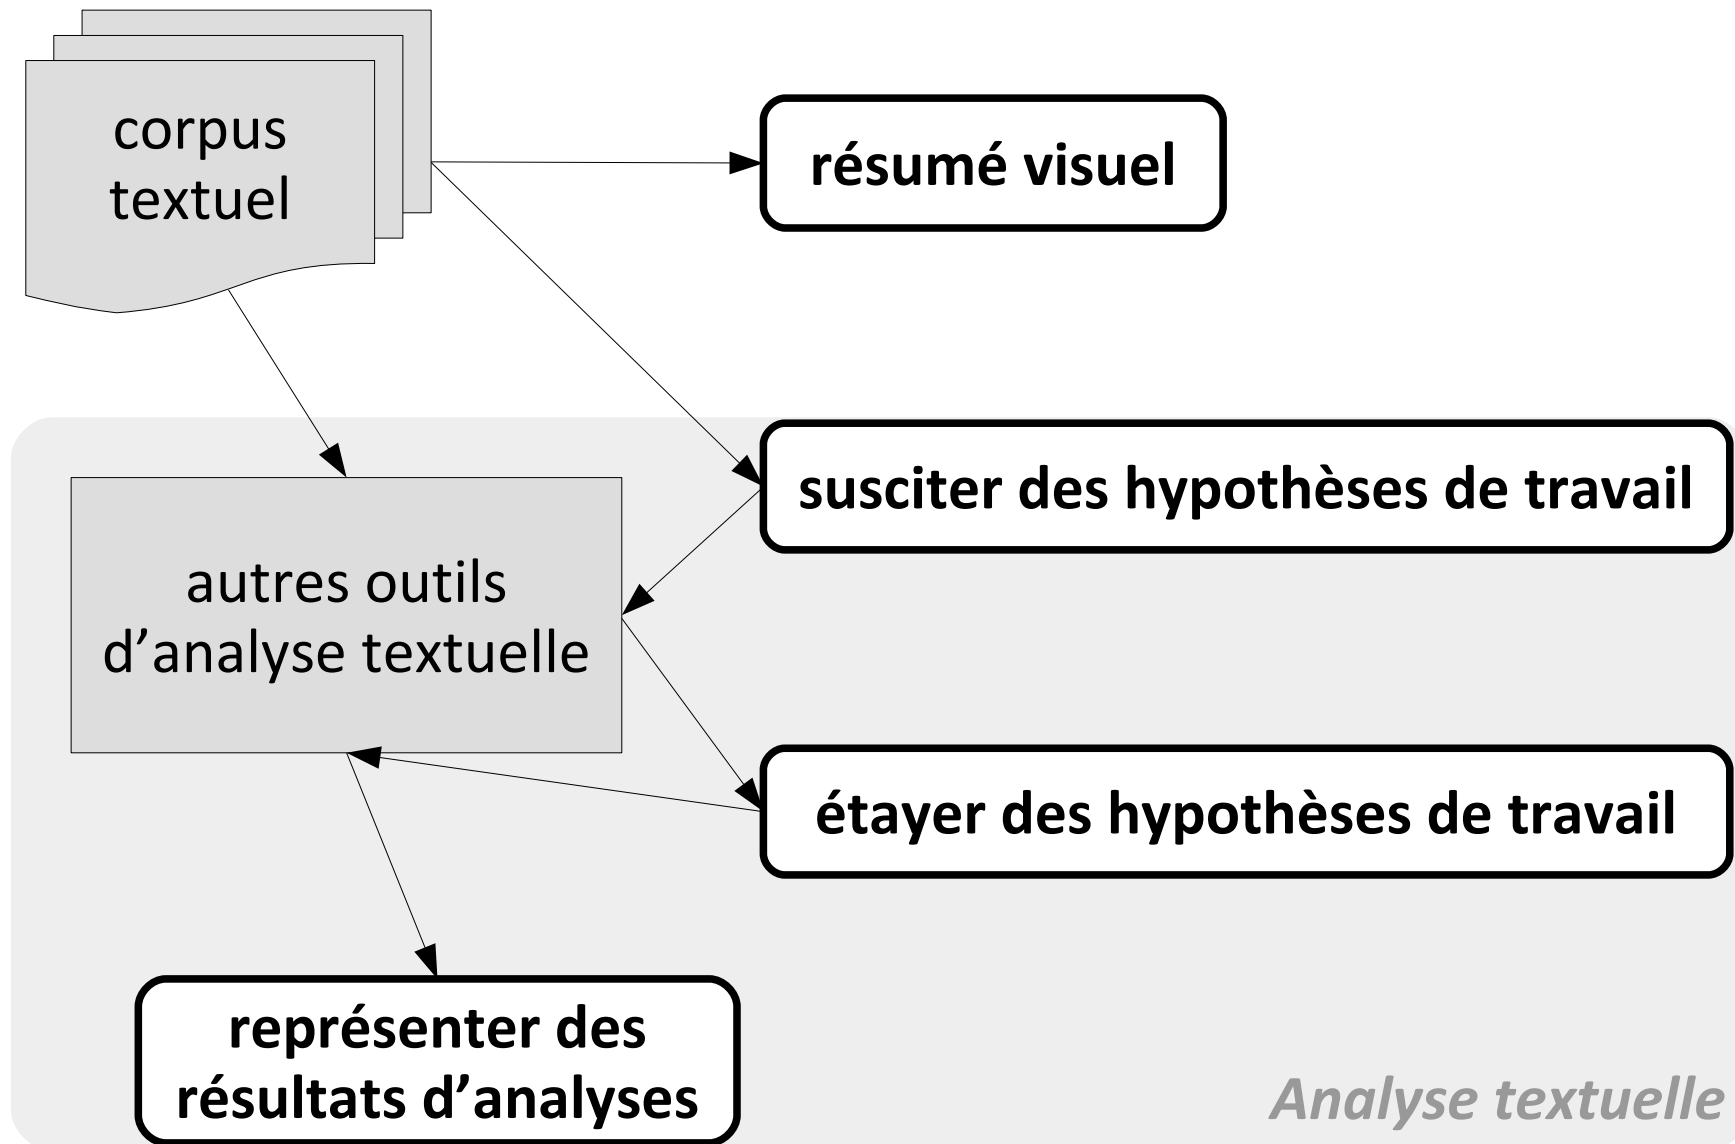 corpus
textuel
résumé visuel
susciter des hypothèses de travail
autres outils
d’analyse textuelle
étayer des hypothèses de travail
représenter des
résultats d’analyses
Analyse textuelle